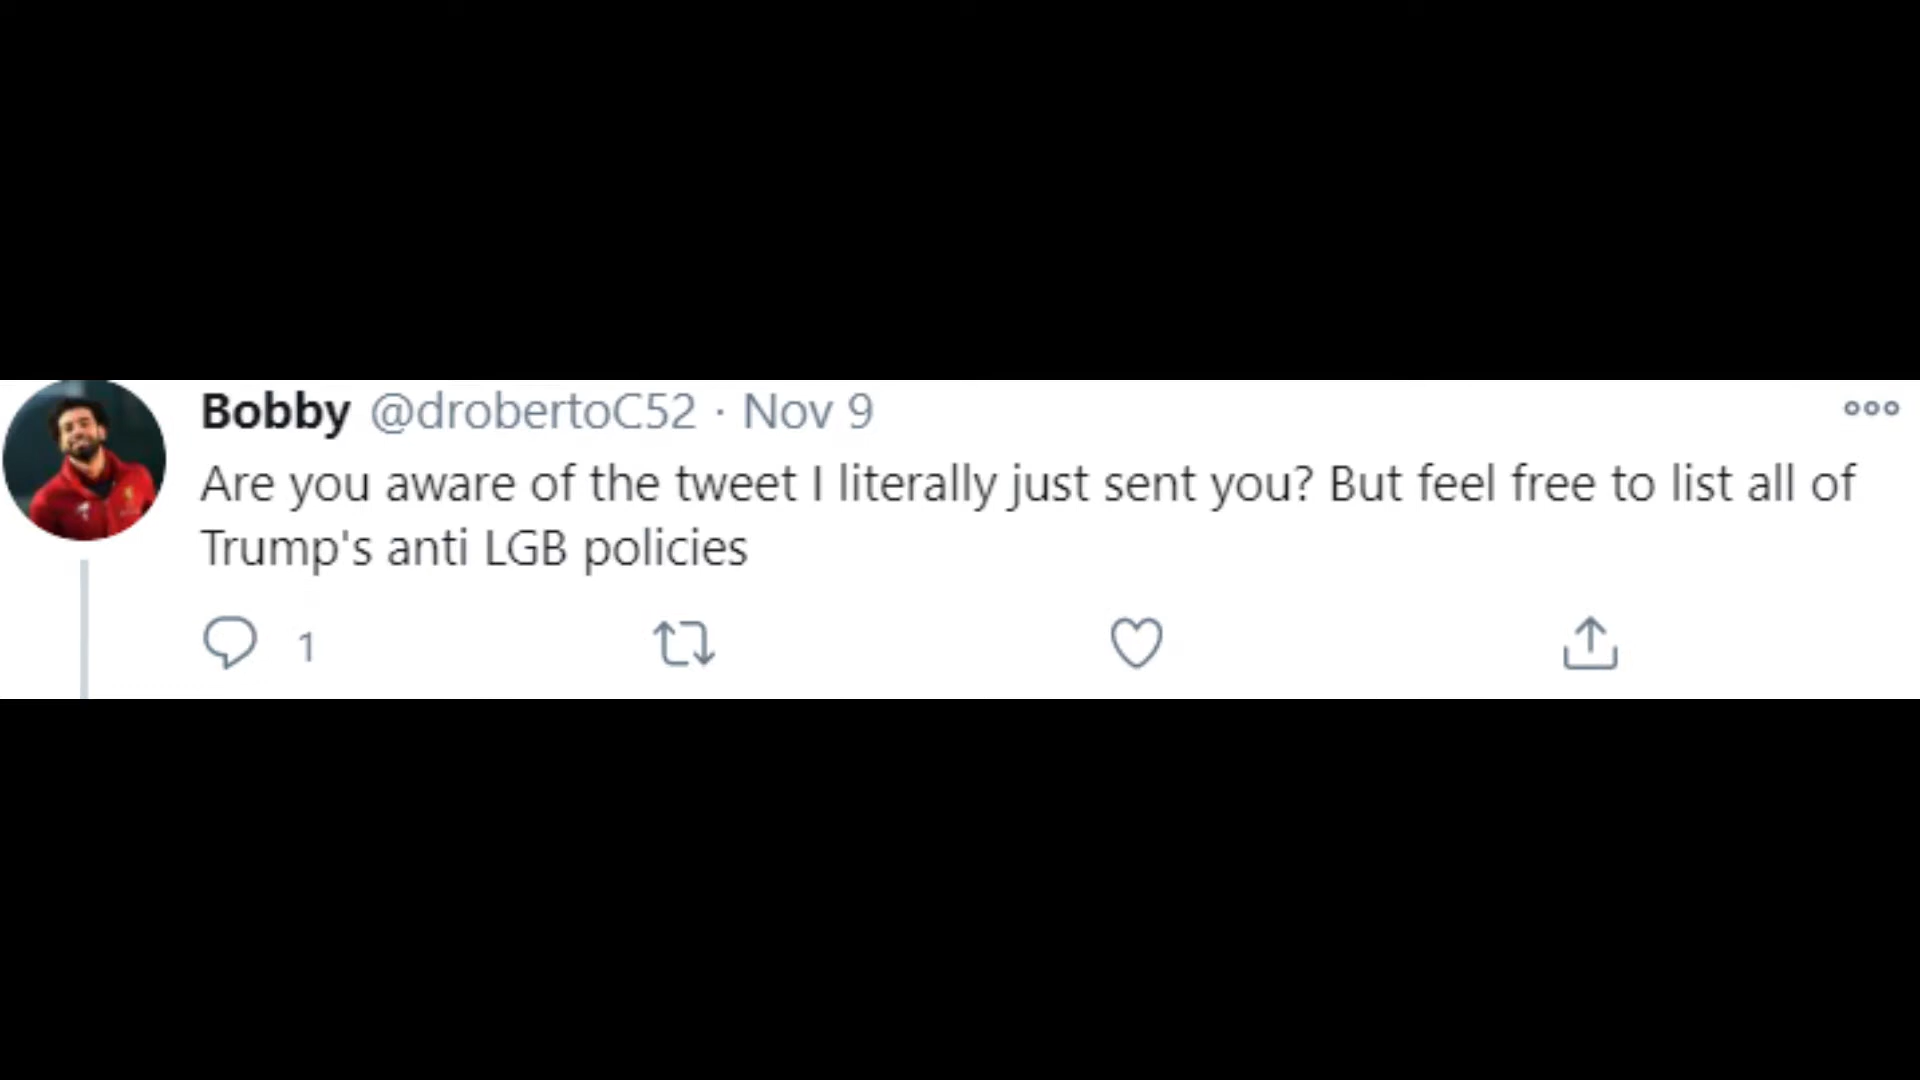 Bobby @drobertoC52 · Nov 9
Are you aware of the tweet I literally just sent you? But feel free to list all of
Trump's anti LGB policies
1